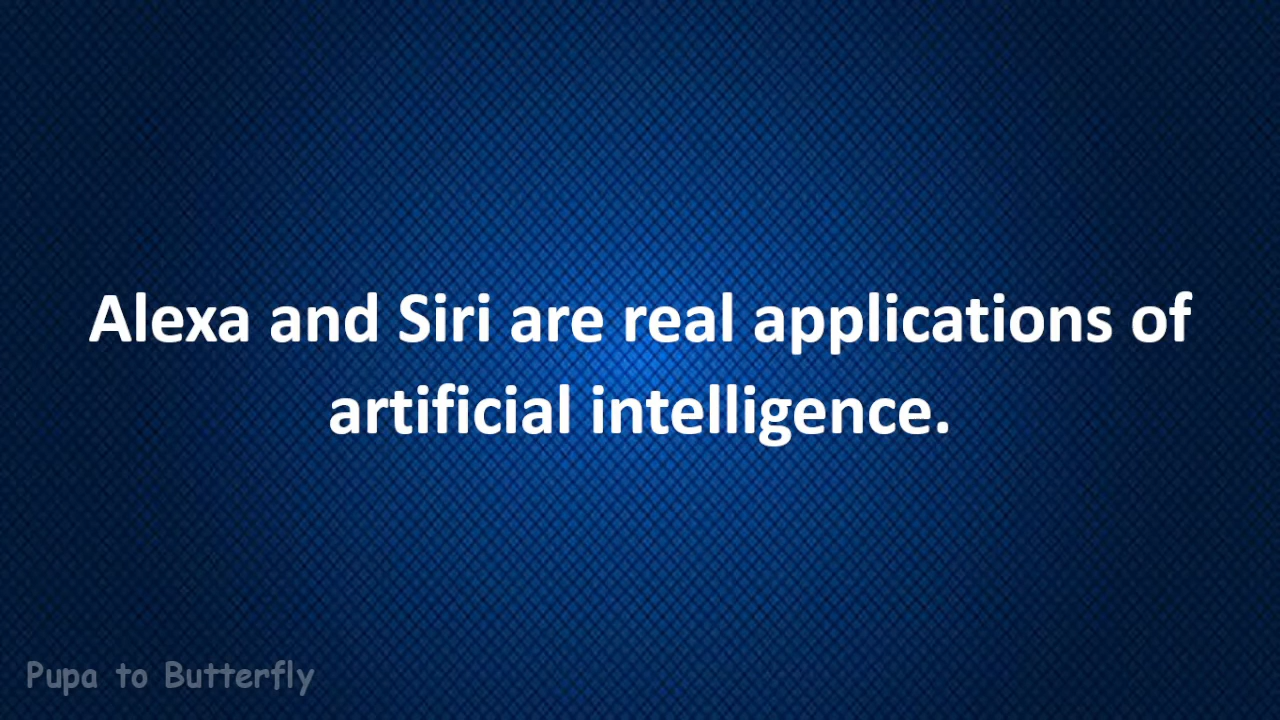 Alexa and Siri are real applications of
artificial intelligence.
Pupa to Butterfly